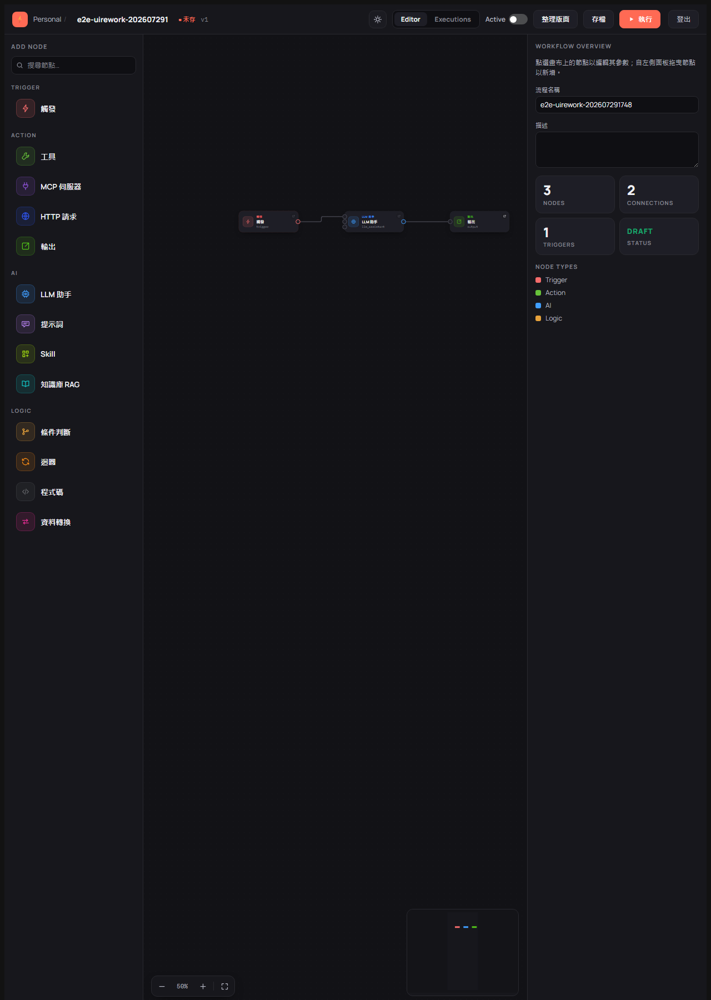 Personal /
e2e-uirework-202607291
未存
v1
Editor
Executions
Active
整理版面
存檔
執行
登出
ADD NODE
搜尋節點...
TRIGGER
觸發
ACTION
工具
MCP 伺服器
HTTP 請求
輸出
AI
LLM 助手
提示詞
Skill
知識庫 RAG
LOGIC
條件判斷
迴圈
程式碼
資料轉換
觸發
觸發
trigger
LLM 助手
LLM 助手
llm_assistant
輸出
輸出
output
50%
WORKFLOW OVERVIEW
點選畫布上的節點以編輯其參數；自左側面板拖曳節點
以新增。
流程名稱
e2e-uirework-202607291748
描述
3
NODES
2
CONNECTIONS
1
TRIGGERS
DRAFT
STATUS
NODE TYPES
Trigger
Action
AI
Logic